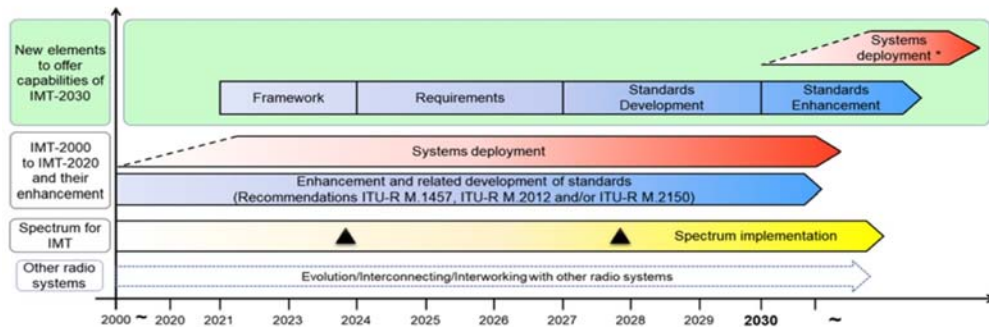 New elements
to offer
capabilities of
IMT-2030
Systems
deployment *
Framework
Requirements
Standards
Development
Standards
Enhancement
IMT-2000
to IMT-2020
and their
enhancement
Systems deployment
Enhancement and related development of standards
(Recommendations ITU-R M.1457, ITU-R M.2012 and/or ITU-R M.2150)
Spectrum for
IMT
Spectrum implementation
Other radio
systems
Evolution/Interconnecting/Interworking with other radio systems
2000 ~ 2020 2021 2023 2024 2025 2026 2027 2028 2029 2030 ~